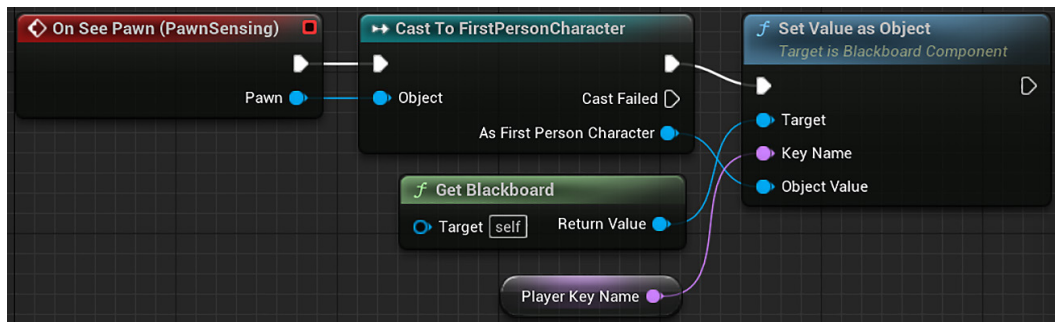 On See Pawn (PawnSensing)
Pawn
Cast To FirstPersonCharacter
Object
Cast Failed
As First Person Character
f Set Value as Object
Target is Blackboard Component
Target
Key Name
Object Value
f Get Blackboard
Target self
Return Value
Player Key Name